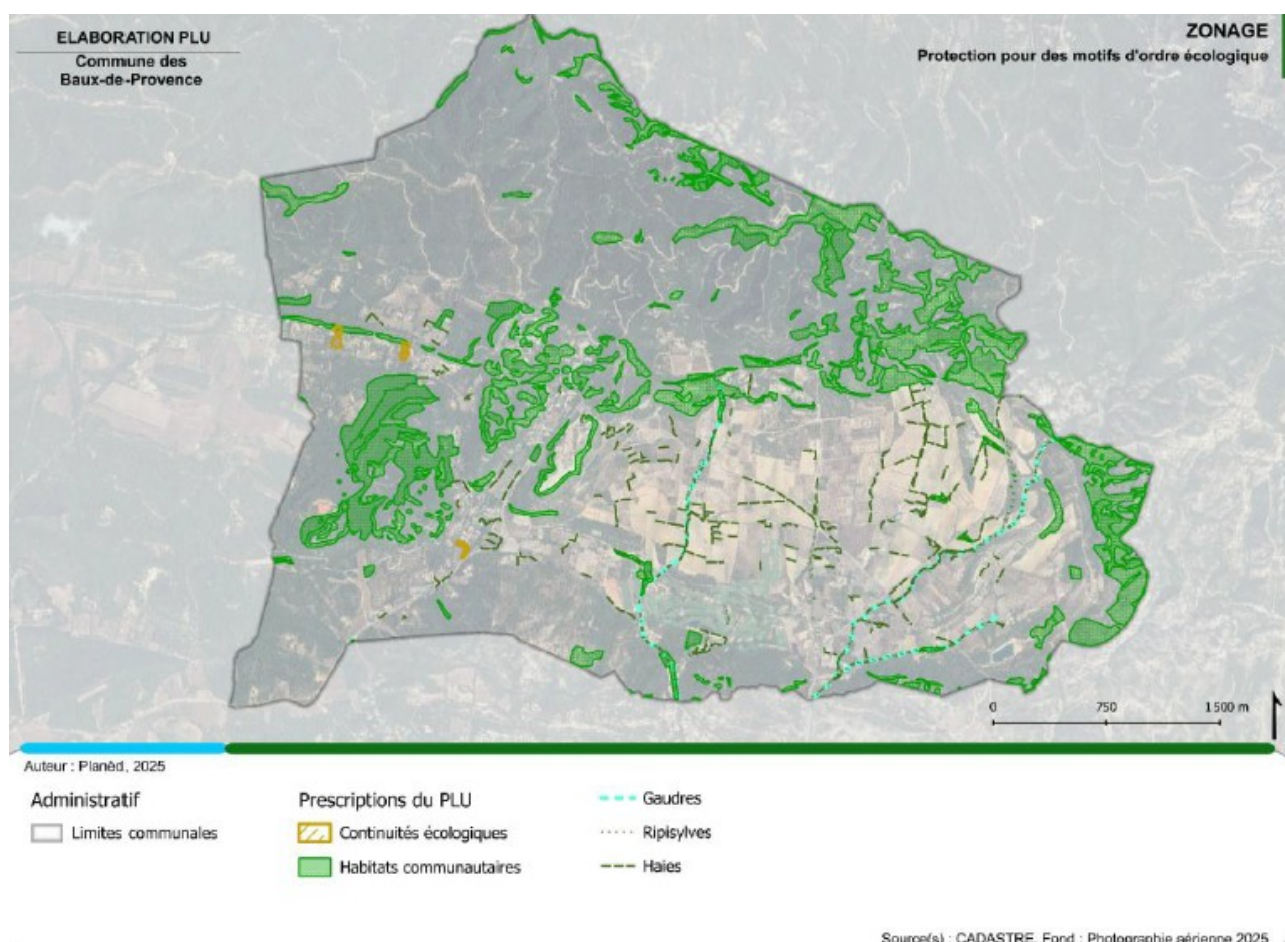 ELABORATION PLU
Commune des
Baux-de-Provence
ZONAGE
Protection pour des motifs d'ordre écologique
0 750 1500 m
Auteur : Planèd, 2025
Administratif
Limites communales
Prescriptions du PLU
Continuités écologiques
Habitats communautaires
Gaudres
Ripisylves
Haies
Source(s) : CADASTRE, Fond : Photographie aérienne 2025